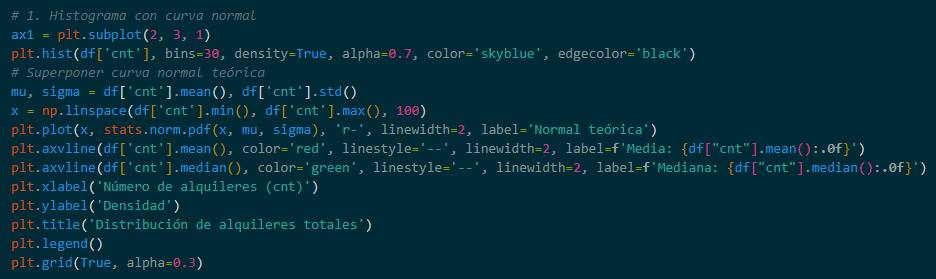 # 1. Histograma con curva normal
ax1 = plt.subplot(2, 3, 1)
plt.hist(df['cnt'], bins=30, density=True, alpha=0.7, color='skyblue', edgecolor='black')
# Superponer curva normal teórica
mu, sigma = df['cnt'].mean(), df['cnt'].std()
x = np.linspace(df['cnt'].min(), df['cnt'].max(), 100)
plt.plot(x, stats.norm.pdf(x, mu, sigma), 'r-', linewidth=2, label='Normal teórica')
plt.axvline(df['cnt'].mean(), color='red', linestyle='--', linewidth=2, label=f'Media: {df["cnt"].mean():.0f}')
plt.axvline(df['cnt'].median(), color='green', linestyle='--', linewidth=2, label=f'Mediana: {df["cnt"].median():.0f}')
plt.xlabel('Número de alquileres (cnt)')
plt.ylabel('Densidad')
plt.title('Distribución de alquileres totales')
plt.legend()
plt.grid(True, alpha=0.3)